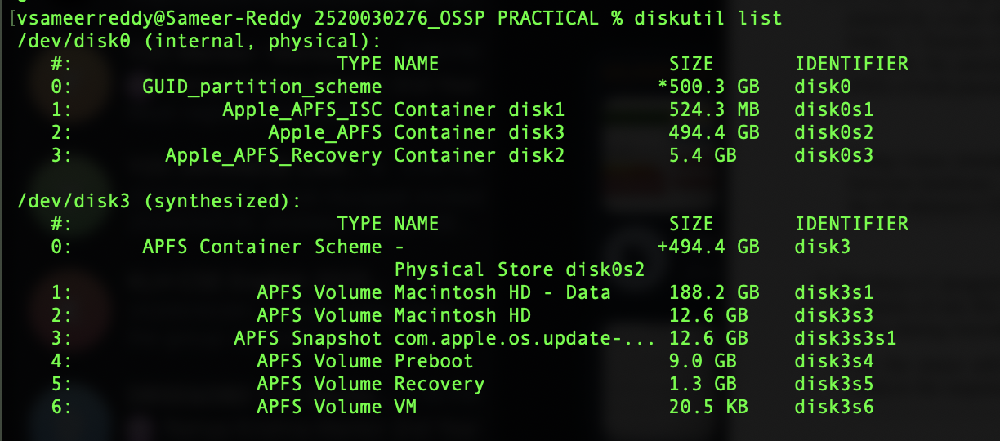 [vsameerreddy@Sameer-Reddy 2520030276_OSSP PRACTICAL % diskutil list
/dev/disk0 (internal, physical):
   #:                       TYPE NAME                    SIZE       IDENTIFIER
   0:      GUID_partition_scheme                        *500.3 GB   disk0
   1:             Apple_APFS_ISC Container disk1         524.3 MB   disk0s1
   2:                 Apple_APFS Container disk3         494.4 GB   disk0s2
   3:        Apple_APFS_Recovery Container disk2         5.4 GB     disk0s3

/dev/disk3 (synthesized):
   #:                       TYPE NAME                    SIZE       IDENTIFIER
   0:      APFS Container Scheme -                      +494.4 GB   disk3
                                 Physical Store disk0s2
   1:                APFS Volume Macintosh HD - Data     188.2 GB   disk3s1
   2:                APFS Volume Macintosh HD            12.6 GB    disk3s3
   3:              APFS Snapshot com.apple.os.update-... 12.6 GB    disk3s3s1
   4:                APFS Volume Preboot                 9.0 GB     disk3s4
   5:                APFS Volume Recovery                1.3 GB     disk3s5
   6:                APFS Volume VM                      20.5 KB    disk3s6